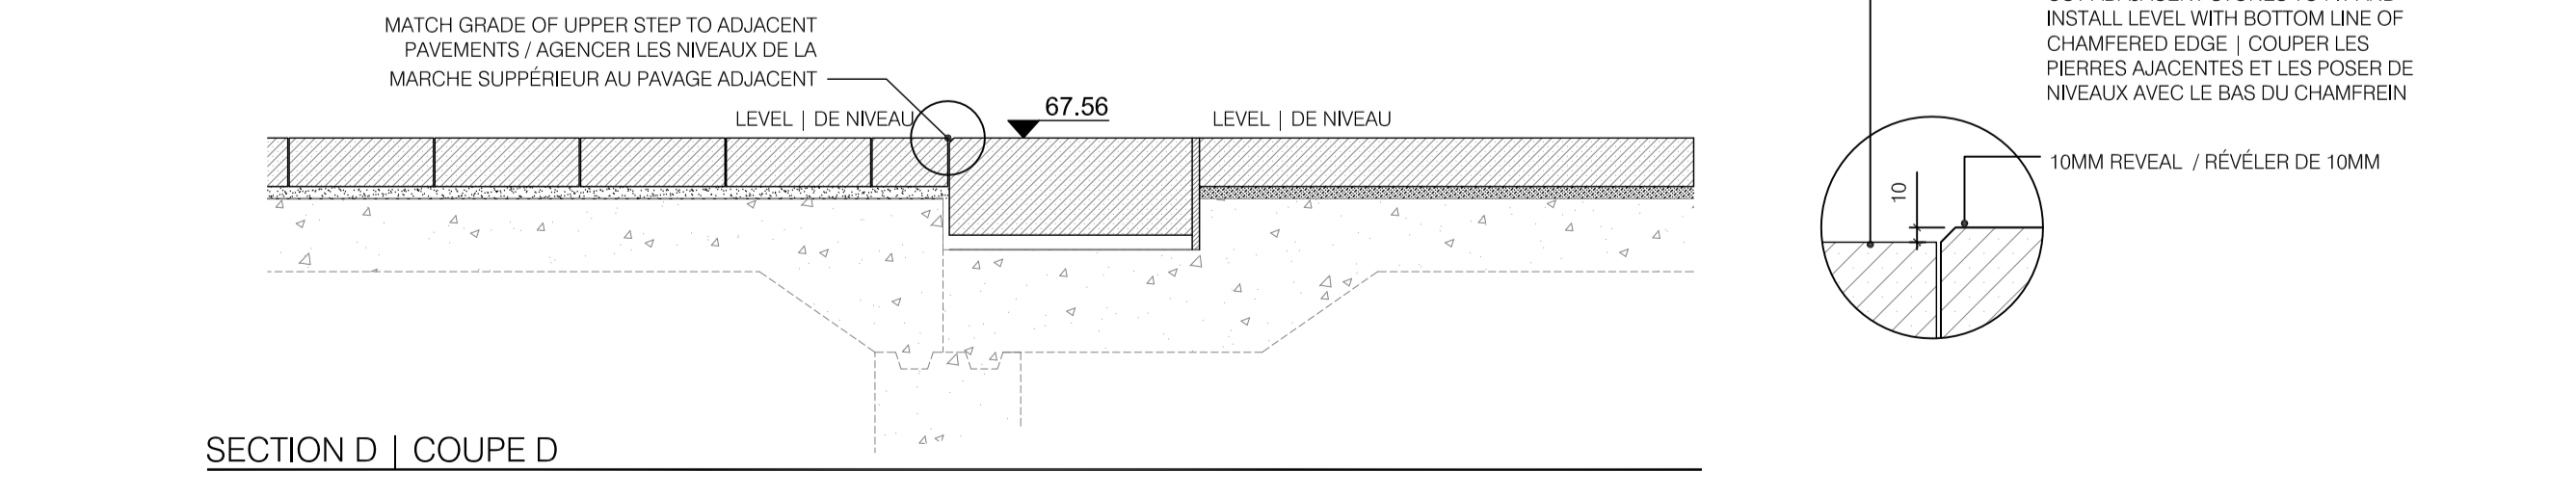 MATCH GRADE OF UPPER STEP TO ADJACENT
PAVEMENTS / AGENCER LES NIVEAUX DE LA
MARCHE SUPPÉRIEUR AU PAVAGE ADJACENT
LEVEL | DE NIVEAU
67.56
LEVEL | DE NIVEAU
SECTION D | COUPE D
INSTALL LEVEL WITH BOTTOM LINE OF
CHAMFERED EDGE | COUPER LES
PIERRES AJACENTES ET LES POSER DE
NIVEAUX AVEC LE BAS DU CHAMFREIN
10MM REVEAL / RÉVÉLER DE 10MM
10